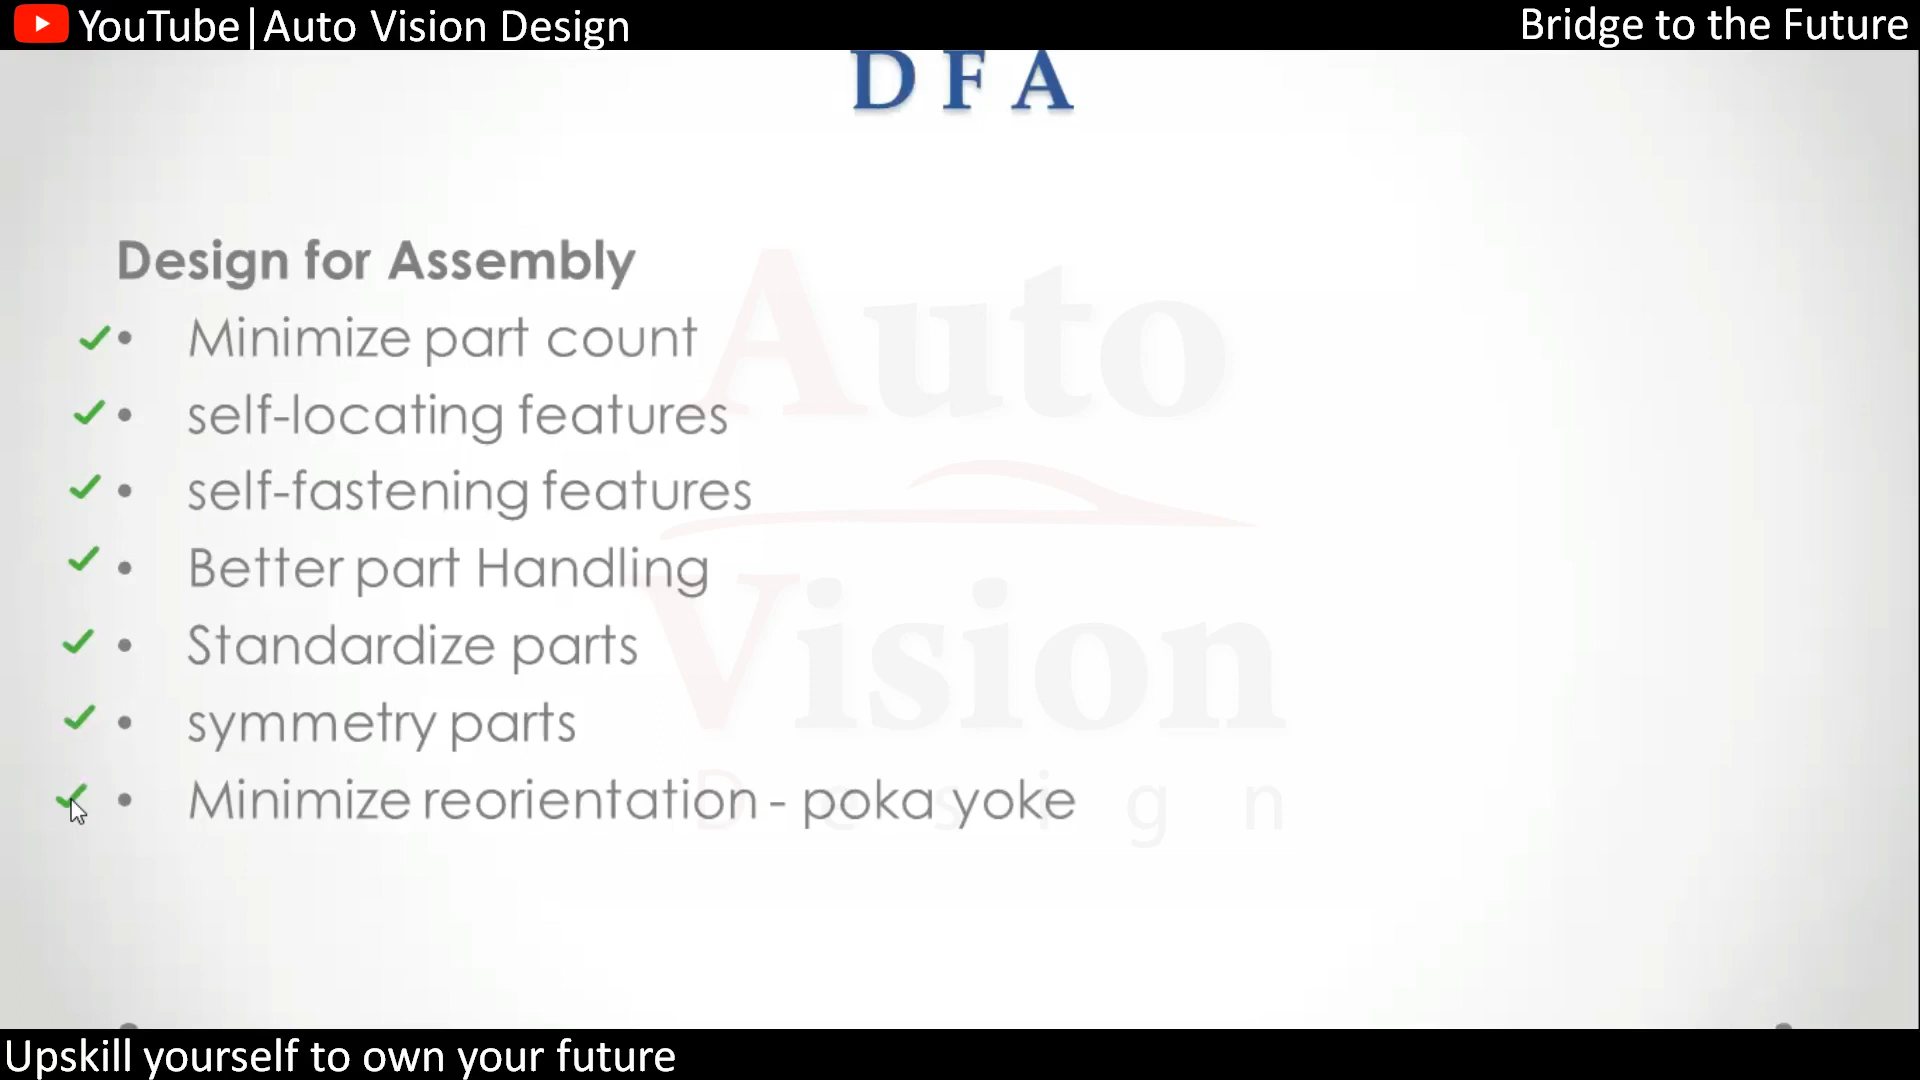 YouTube|Auto Vision Design
Bridge to the Future
D F A
Design for Assembly
• Minimize part count
• self-locating features
• self-fastening features
• Better part Handling
• Standardize parts
• symmetry parts
• Minimize reorientation - poka yoke
Auto
Vision
Design
Upskill yourself to own your future